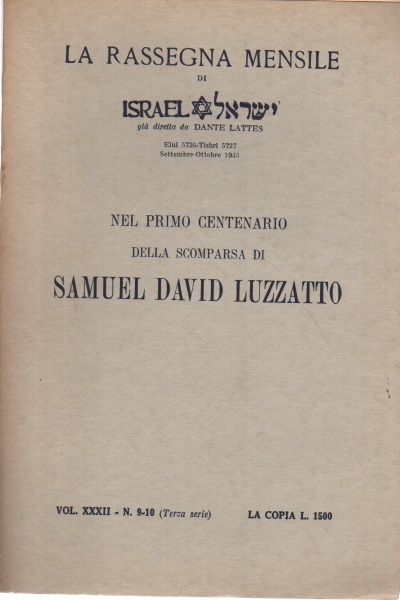 LA RASSEGNA MENSILE
DI
ISRAEL ישראל
già diretta da DANTE LATTES
Elul 5726-Tishrì 5727
Settembre-Ottobre 1966
NEL PRIMO CENTENARIO
DELLA SCOMPARSA DI
SAMUEL DAVID LUZZATTO
VOL. XXXII - N. 9-10 (Terza serie) LA COPIA L. 1500